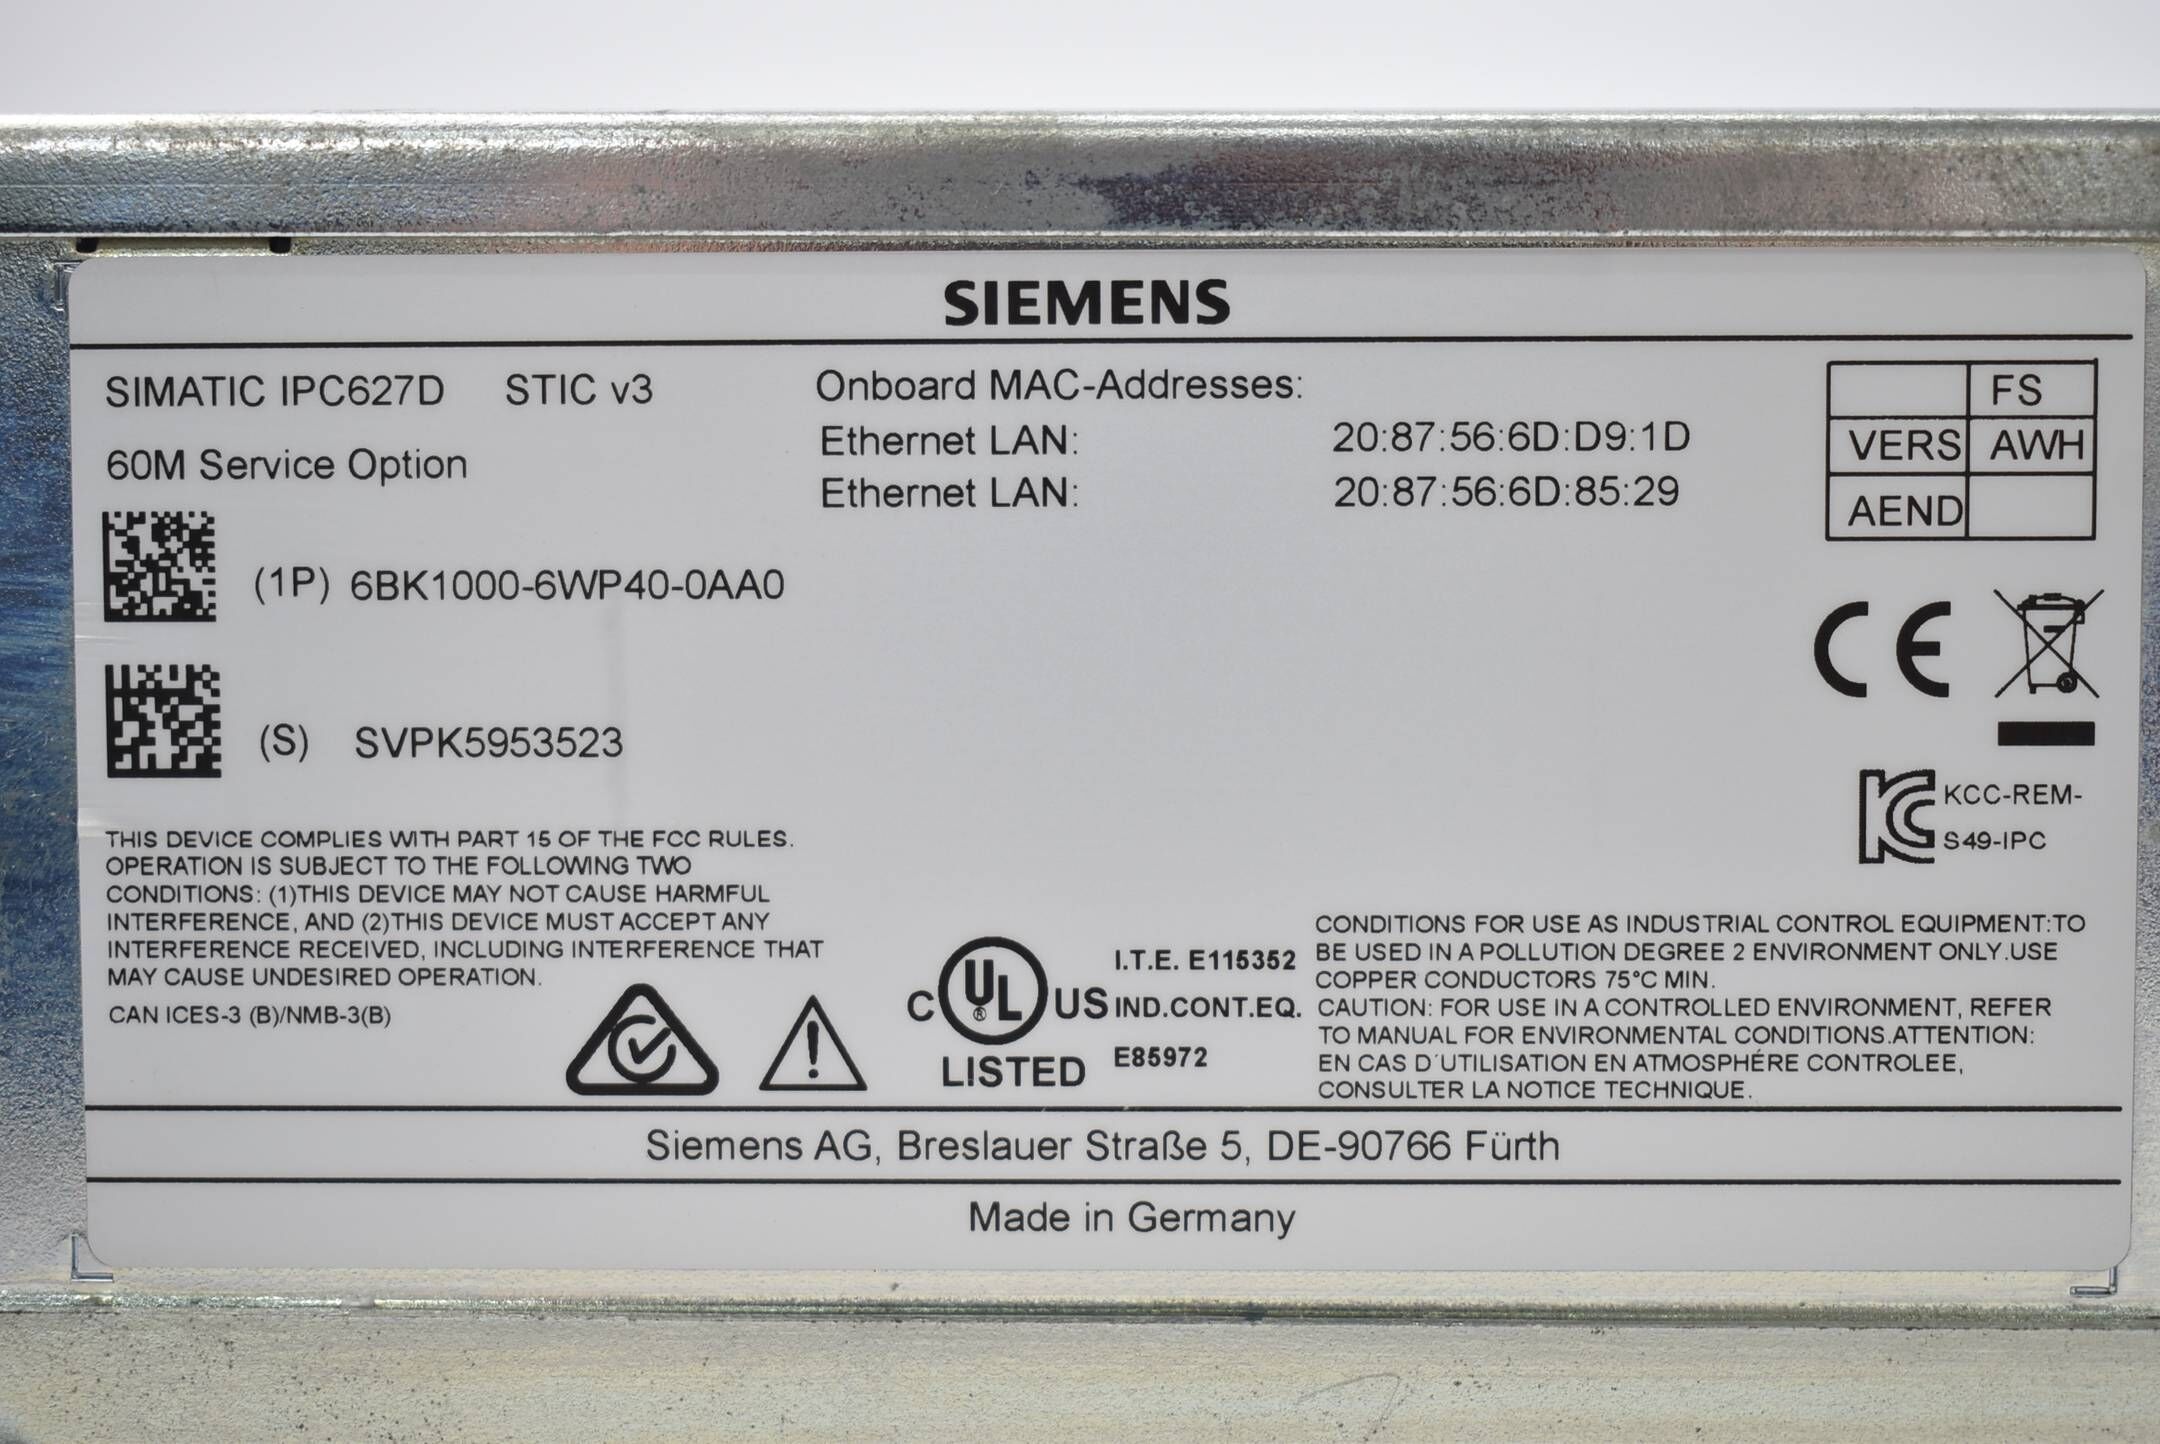 SIEMENS
SIMATIC IPC627D STIC v3
60M Service Option
(1P) 6BK1000-6WP40-0AA0
(S) SVPK5953523
Onboard MAC-Addresses:
Ethernet LAN: 20:87:56:6D:D9:1D
Ethernet LAN: 20:87:56:6D:85:29
FS
VERS AWH
AEND
CE
KCC-REM-
S49-IPC
THIS DEVICE COMPLIES WITH PART 15 OF THE FCC RULES.
OPERATION IS SUBJECT TO THE FOLLOWING TWO
CONDITIONS: (1)THIS DEVICE MAY NOT CAUSE HARMFUL
INTERFERENCE, AND (2)THIS DEVICE MUST ACCEPT ANY
INTERFERENCE RECEIVED, INCLUDING INTERFERENCE THAT
MAY CAUSE UNDESIRED OPERATION.
CAN ICES-3 (B)/NMB-3(B)
C UL ® US
LISTED
I.T.E. E115352
IND.CONT.EQ.
E85972
CONDITIONS FOR USE AS INDUSTRIAL CONTROL EQUIPMENT:TO
BE USED IN A POLLUTION DEGREE 2 ENVIRONMENT ONLY.USE
COPPER CONDUCTORS 75°C MIN.
CAUTION: FOR USE IN A CONTROLLED ENVIRONMENT, REFER
TO MANUAL FOR ENVIRONMENTAL CONDITIONS.ATTENTION:
EN CAS D´UTILISATION EN ATMOSPHÉRE CONTROLEE,
CONSULTER LA NOTICE TECHNIQUE.
Siemens AG, Breslauer Straße 5, DE-90766 Fürth
Made in Germany